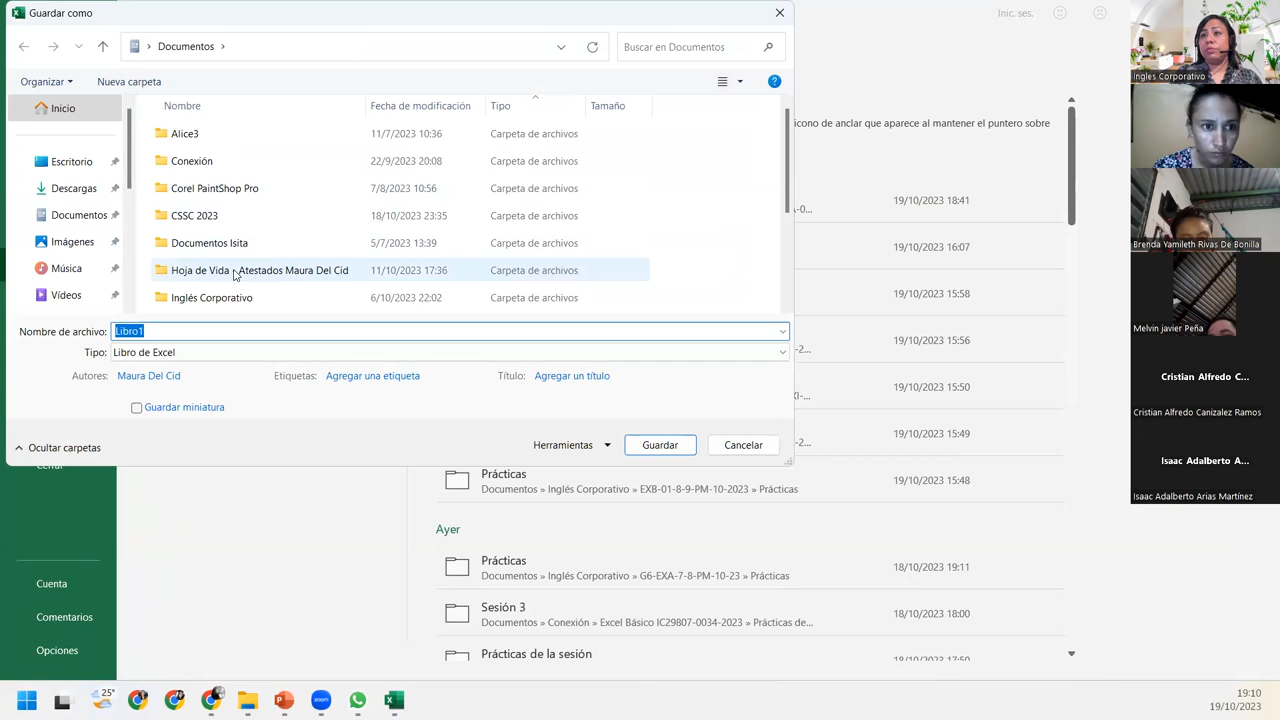 Guardar como
Inic. ses.
Documentos
Buscar en Documentos
Organizar
Nueva carpeta
Inicio
Escritorio
Descargas
Documentos
Imágenes
Música
Vídeos
Nombre
Fecha de modificación
Tipo
Tamaño
Alice3 11/7/2023 10:36 Carpeta de archivos
Conexión 22/9/2023 20:08 Carpeta de archivos
Corel PaintShop Pro 7/8/2023 10:56 Carpeta de archivos
CSSC 2023 18/10/2023 23:35 Carpeta de archivos
Documentos Isita 5/7/2023 13:39 Carpeta de archivos
Hoja de Vida Atestados Maura Del Cid 11/10/2023 17:36 Carpeta de archivos
Inglés Corporativo 6/10/2023 22:02 Carpeta de archivos
Nombre de archivo: Libro1
Tipo: Libro de Excel
Autores: Maura Del Cid
Etiquetas: Agregar una etiqueta
Título: Agregar un título
Guardar miniatura
Ocultar carpetas
Herramientas
Guardar
Cancelar
icono de anclar que aparece al mantener el puntero sobre
A-0... 19/10/2023 18:41
19/10/2023 16:07
19/10/2023 15:58
-2... 19/10/2023 15:56
19/10/2023 15:50
-2... 19/10/2023 15:49
Prácticas
Documentos » Inglés Corporativo » EXB-01-8-9-PM-10-2023 » Prácticas
19/10/2023 15:48
Ayer
Prácticas
Documentos » Inglés Corporativo » G6-EXA-7-8-PM-10-23 » Prácticas
18/10/2023 19:11
Sesión 3
Documentos » Conexión » Excel Básico IC29807-0034-2023 » Prácticas de...
18/10/2023 18:00
Prácticas de la sesión
18/10/2023 17:50
Cerrar
Cuenta
Comentarios
Opciones
Ingles Corporativo
Brenda Yamileth Rivas De Bonilla
Melvin javier Peña
Cristian Alfredo C...
Cristian Alfredo Canizalez Ramos
Isaac Adalberto A...
Isaac Adalberto Arias Martínez
25°
zoom
19:10
19/10/2023